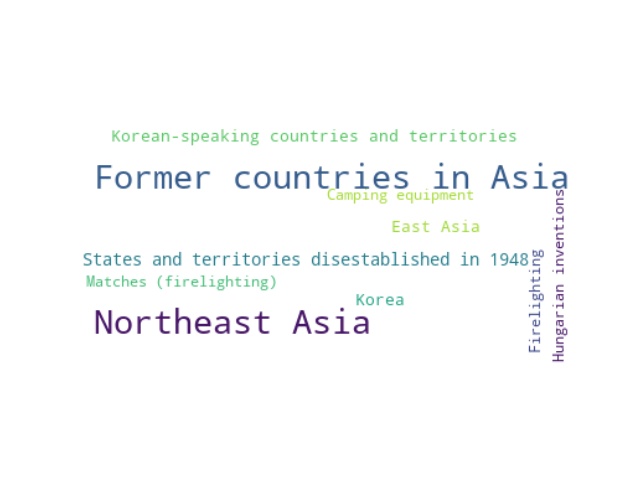 Korean-speaking countries and territories
Former countries in Asia
Camping equipment
East Asia
States and territories disestablished in 1948
Matches (firelighting)
Korea
Northeast Asia
Firelighting
Hungarian inventions